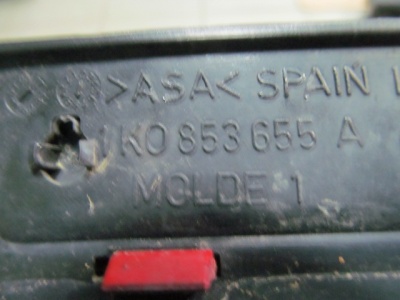 >ASA< SPAIN
1K0 853 655 A
MOLDE 1